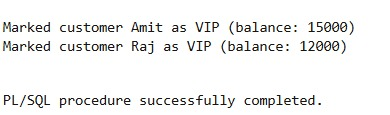 Marked customer Amit as VIP (balance: 15000)
Marked customer Raj as VIP (balance: 12000)
PL/SQL procedure successfully completed.